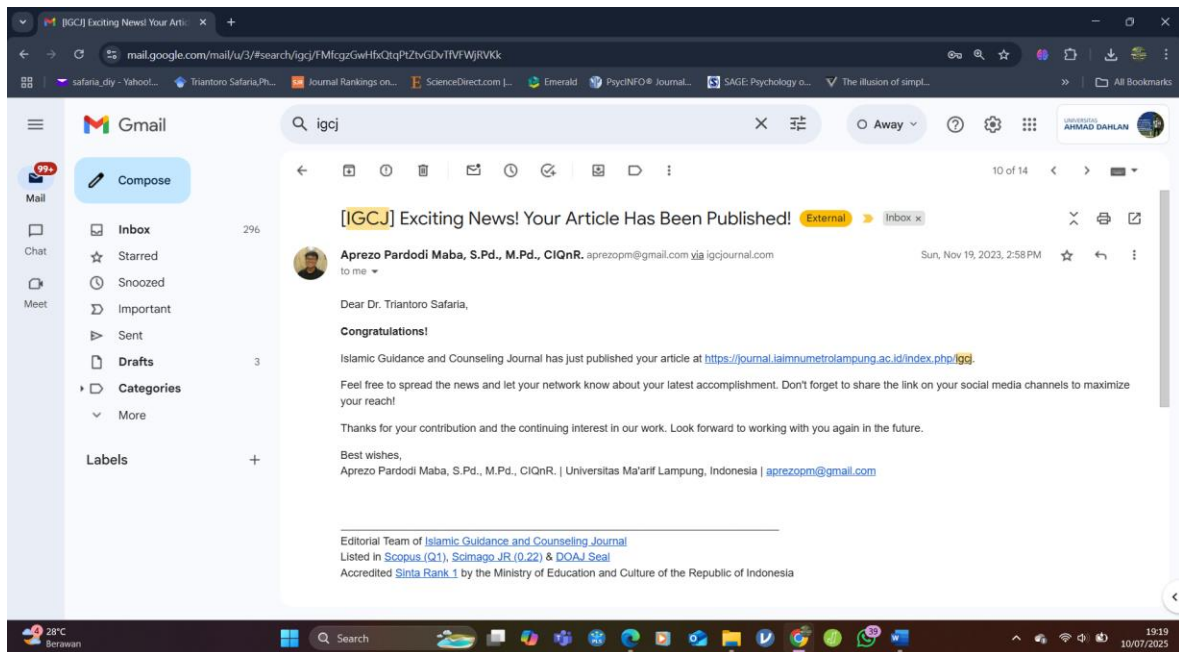 [IGCJ] Exciting News! Your Artic
mail.google.com/mail/u/3/#search/igcj/FMfcgzGwHfxQtqPtZtvGDvTlfVFWjRVKk
safaria_diy - Yahoo!...
Triantoro Safaria,Ph...
Journal Rankings on...
ScienceDirect.com |...
Emerald
PsycINFO® Journal...
SAGE: Psychology o...
The illusion of simpl...
»
All Bookmarks
Gmail
igcj
Away
UNIVERSITAS
AHMAD DAHLAN
99+
Mail
Chat
Meet
Compose
Inbox 296
Starred
Snoozed
Important
Sent
Drafts 3
Categories
More
Labels +
10 of 14
[IGCJ] Exciting News! Your Article Has Been Published! External Inbox x
Aprezo Pardodi Maba, S.Pd., M.Pd., CIQnR. aprezopm@gmail.com via igcjournal.com Sun, Nov 19, 2023, 2:58 PM
to me
Dear Dr. Triantoro Safaria,
Congratulations!
Islamic Guidance and Counseling Journal has just published your article at https://journal.iaimnumetrolampung.ac.id/index.php/igcj.
Feel free to spread the news and let your network know about your latest accomplishment. Don't forget to share the link on your social media channels to maximize
your reach!
Thanks for your contribution and the continuing interest in our work. Look forward to working with you again in the future.
Best wishes,
Aprezo Pardodi Maba, S.Pd., M.Pd., CIQnR. | Universitas Ma'arif Lampung, Indonesia | aprezopm@gmail.com
Editorial Team of Islamic Guidance and Counseling Journal
Listed in Scopus (Q1), Scimago JR (0.22) & DOAJ Seal
Accredited Sinta Rank 1 by the Ministry of Education and Culture of the Republic of Indonesia
4
28°C
Berawan
Search
39
19:19
10/07/2025